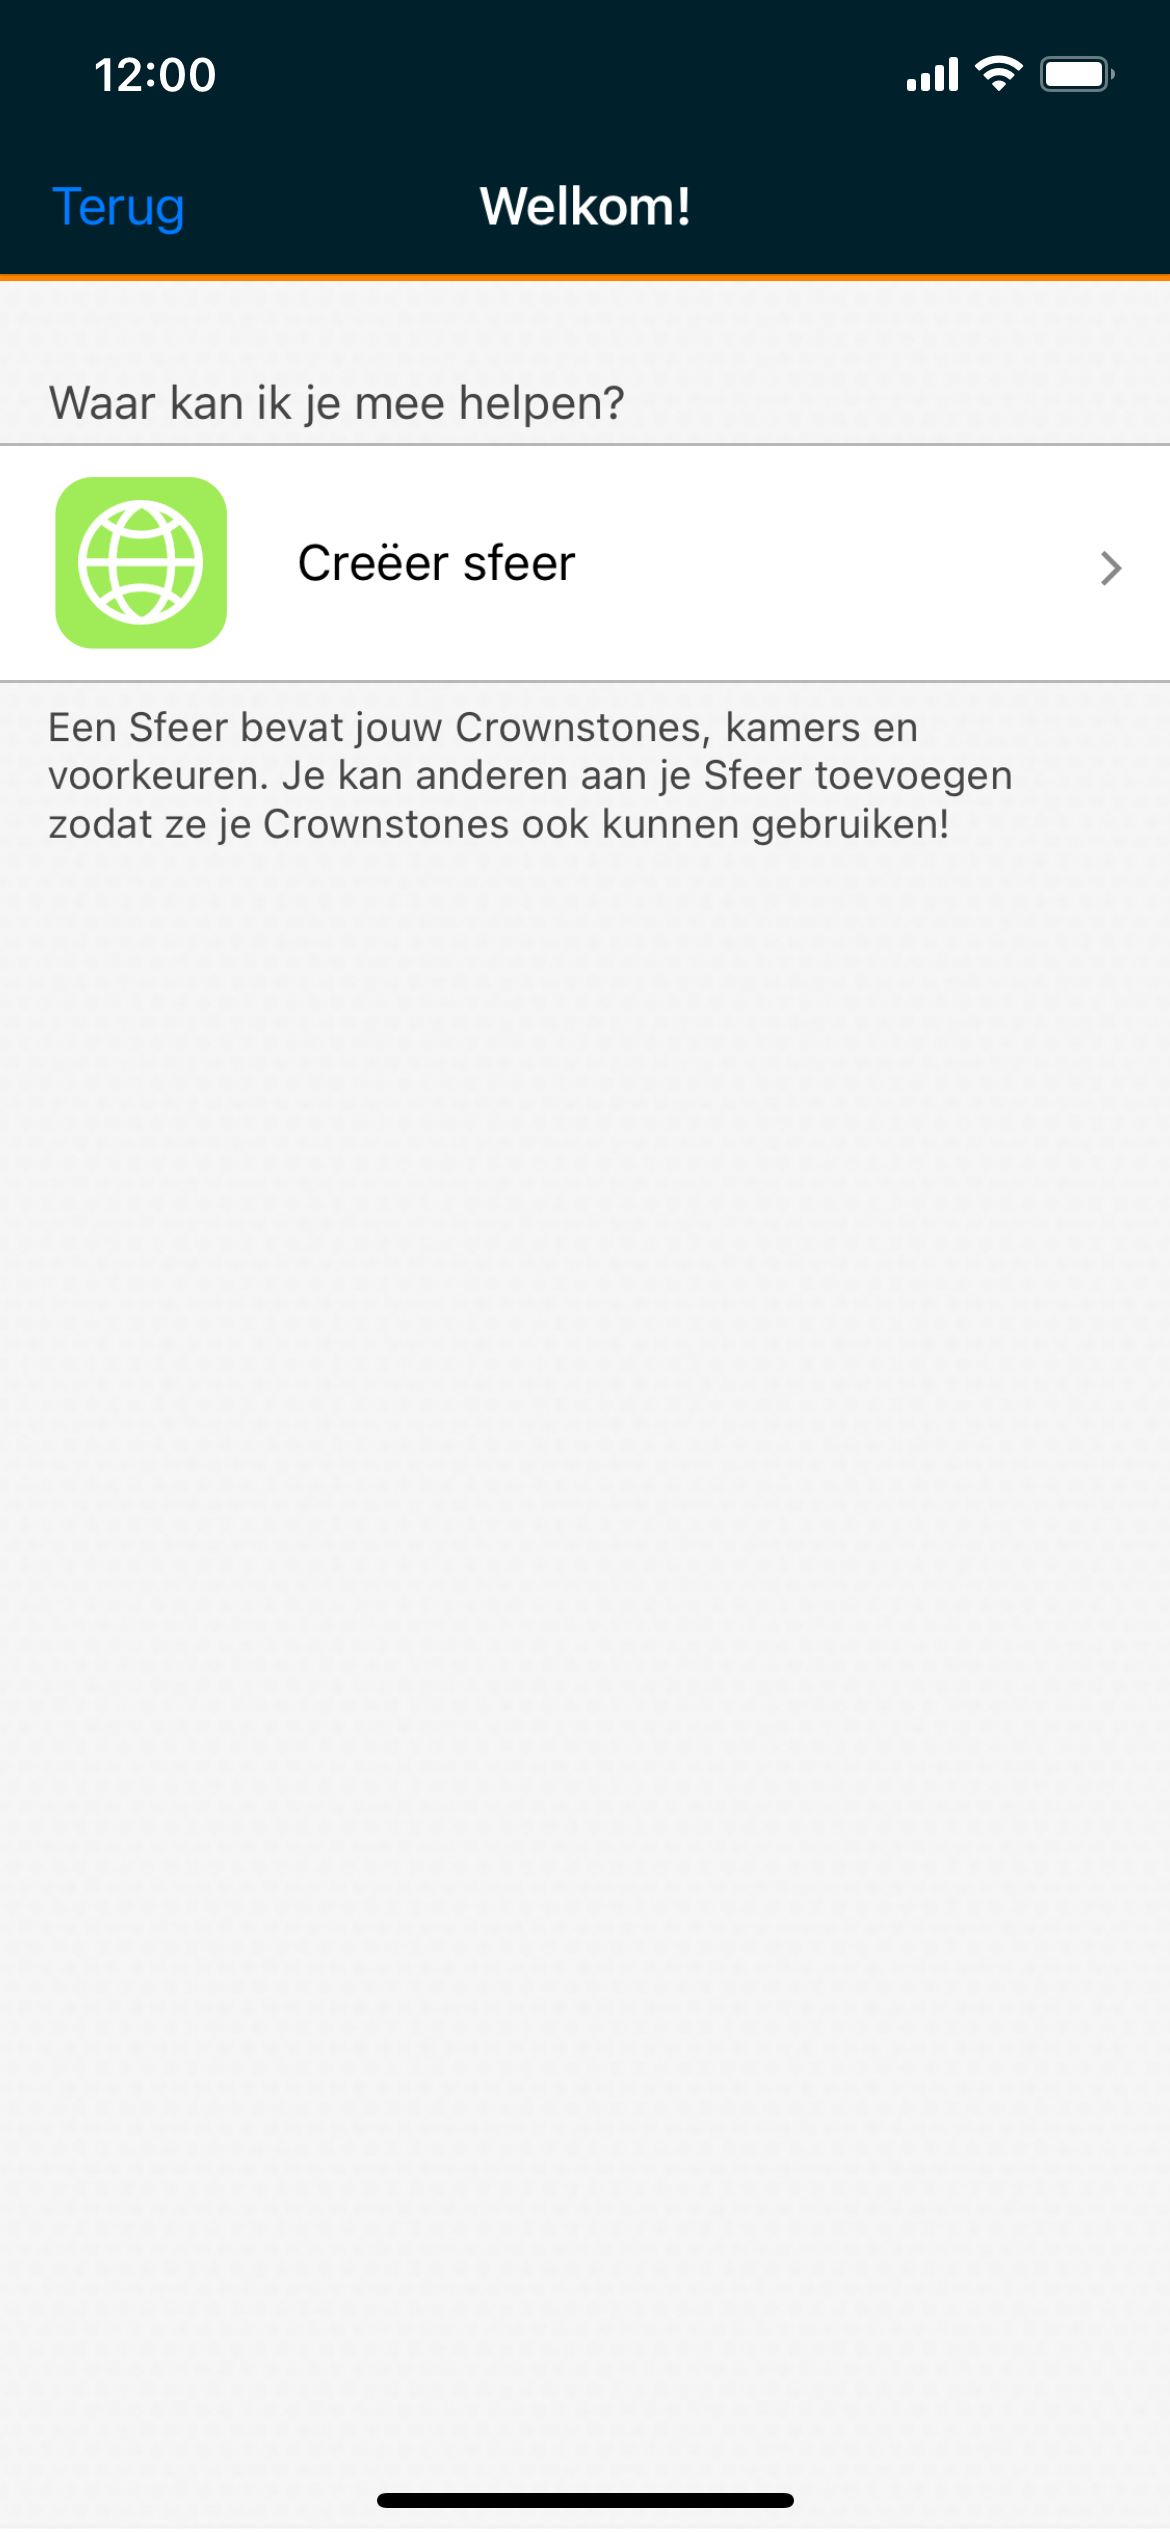 12:00
Terug
Welkom!
Waar kan ik je mee helpen?
Creëer sfeer
Een Sfeer bevat jouw Crownstones, kamers en
voorkeuren. Je kan anderen aan je Sfeer toevoegen
zodat ze je Crownstones ook kunnen gebruiken!